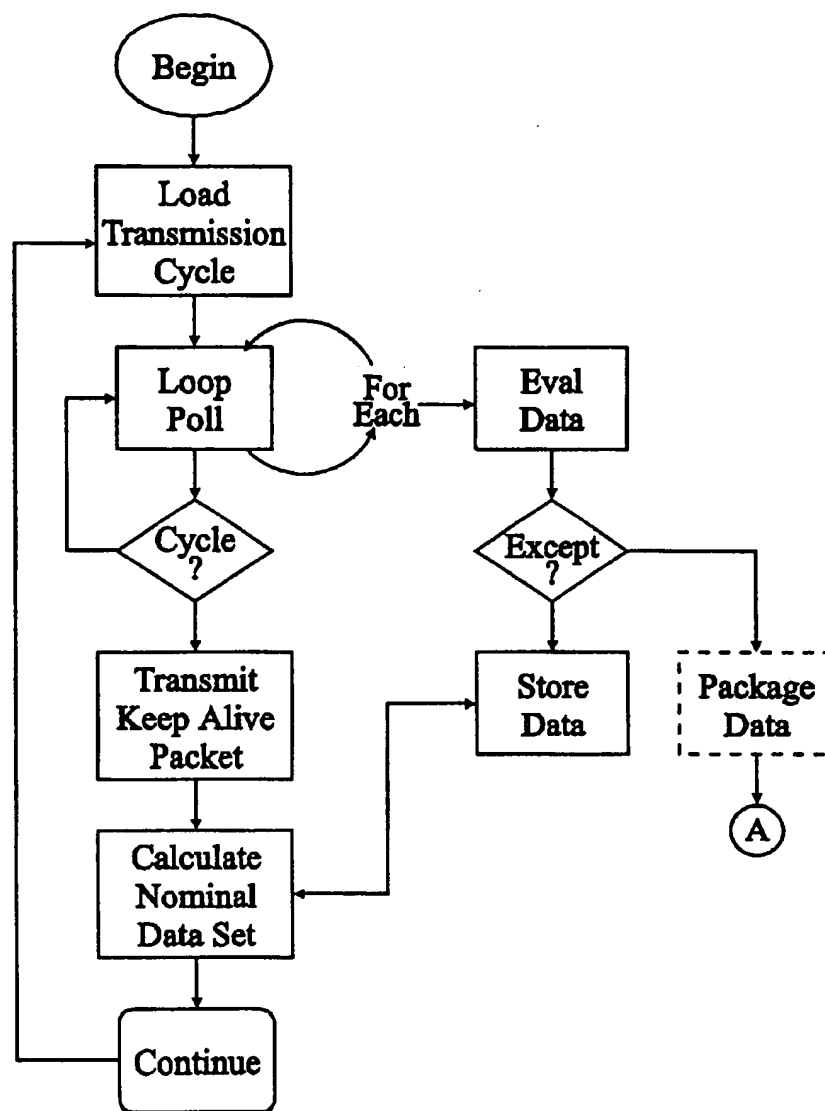 Begin
Load
Transmission
Cycle
Loop
Poll
For
Each
Eval
Data
Cycle
?
Except
?
Transmit
Keep Alive
Packet
Store
Data
Package
Data
A
Calculate
Nominal
Data Set
Continue